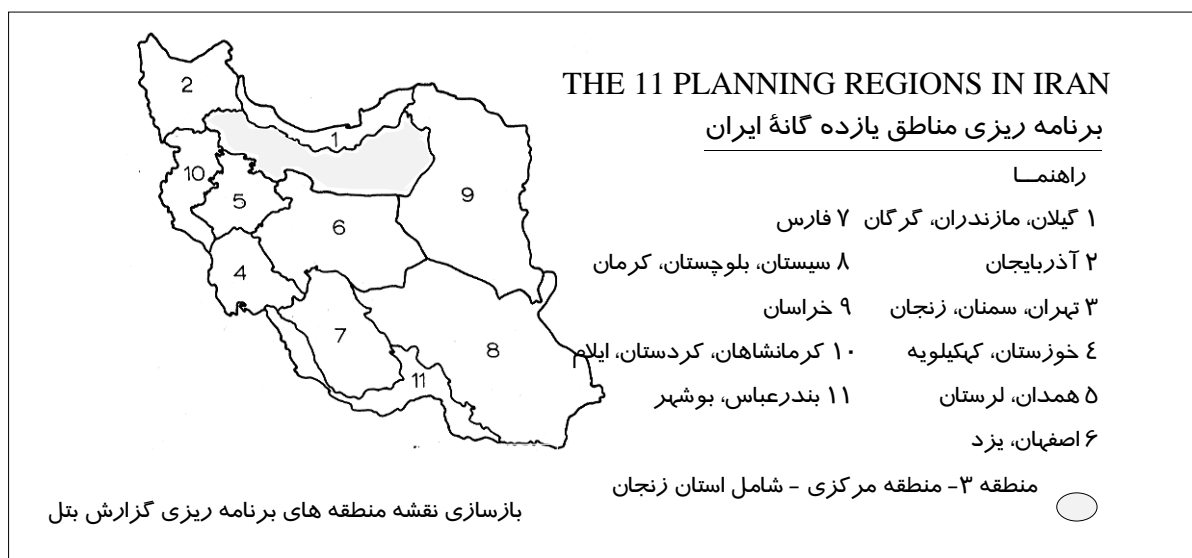 THE 11 PLANNING REGIONS IN IRAN
برنامه ریزی مناطق یازده گانهٔ ایران
راهنمــا
۱ گیلان، مازندران، گرگان
۲ آذربایجان
۳ تهران، سمنان، زنجان
٤ خوزستان، کهکیلویه
۵ همدان، لرستان
۶ اصفهان، یزد
۷ فارس
۸ سیستان، بلوچستان، کرمان
۹ خراسان
۱۰ کرمانشاهان، کردستان، ایلام
۱۱ بندرعباس، بوشهر
منطقه ۳- منطقه مرکزی - شامل استان زنجان
بازسازی نقشه منطقه های برنامه ریزی گزارش بتل
2
1
10
5
9
6
4
7
8
11